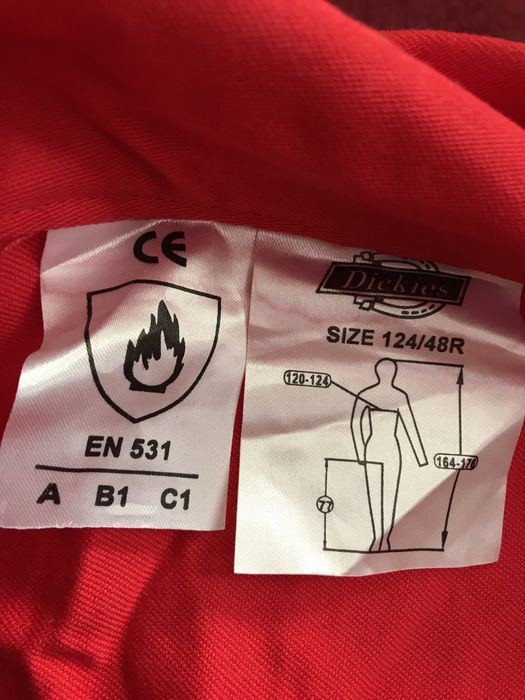 CE
EN 531
A B1 C1
Dickies
SIZE 124/48R
120-124
164-176
77